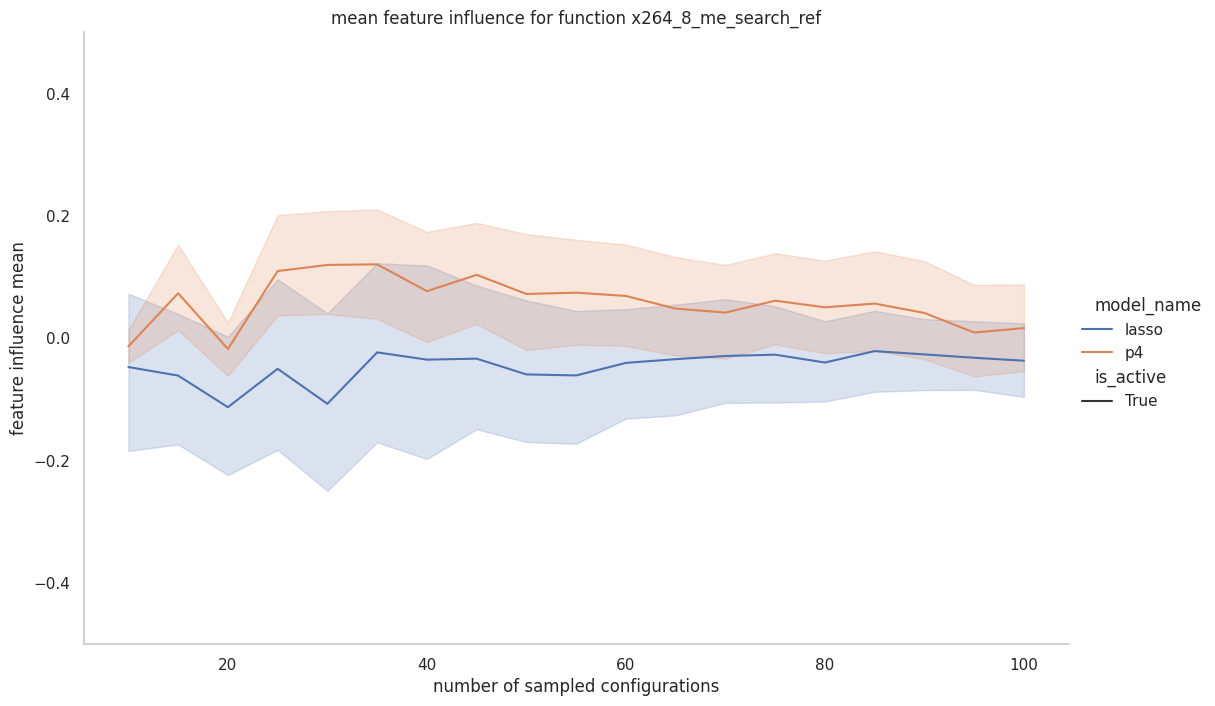 mean feature influence for function x264_8_me_search_ref
feature influence mean
0.4
0.2
0.0
−0.2
−0.4
20
40
60
80
100
number of sampled configurations
model_name
lasso
p4
is_active
True